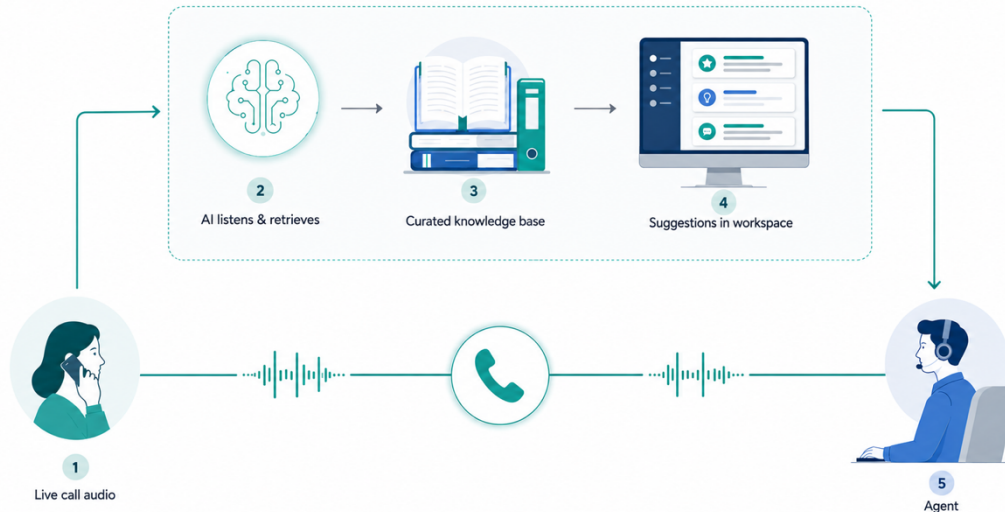 2
AI listens & retrieves
3
Curated knowledge base
4
Suggestions in workspace
1
Live call audio
5
Agent